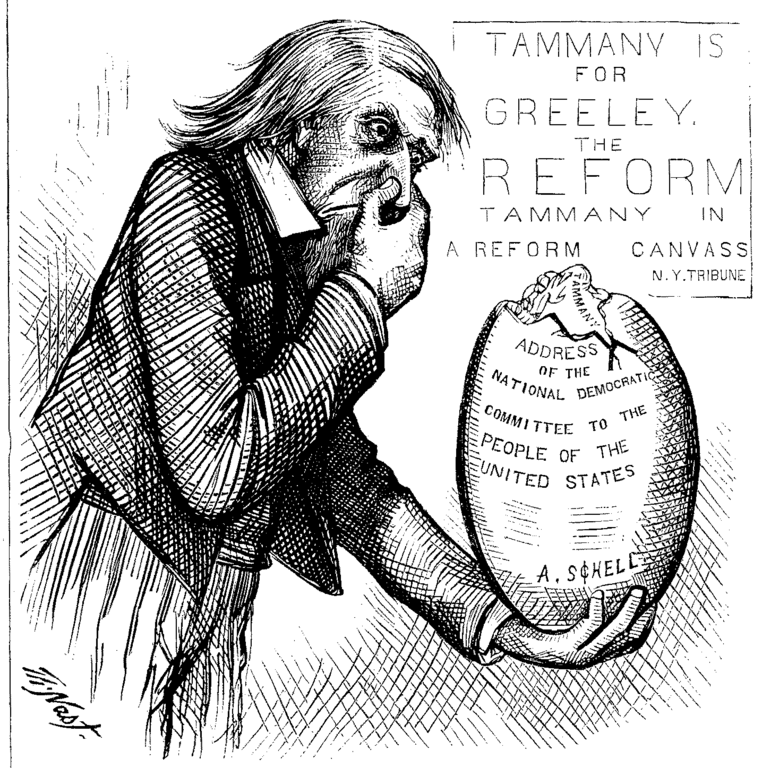 TAMMANY IS
FOR
GREELEY.
THE
REFORM
TAMMANY IN
A REFORM CANVASS
N.Y. TRIBUNE
TAMMANY
ADDRESS
OF THE
NATIONAL DEMOCRATIC
COMMITTEE TO THE
PEOPLE OF THE
UNITED STATES
A. SCHELL
Th. Nast.